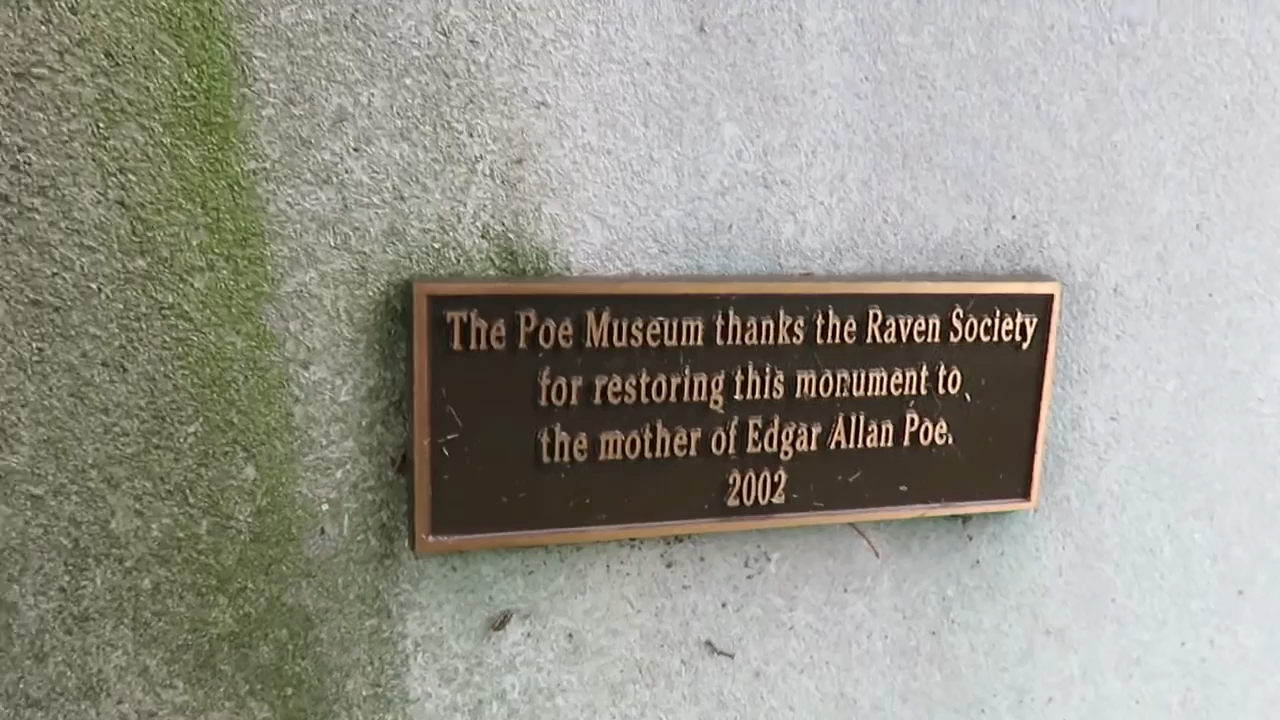 The Poe Museum thanks the Raven Society
for restoring this monument to
the mother of Edgar Allan Poe.
2002